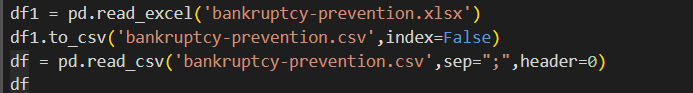 df1 = pd.read_excel('bankruptcy-prevention.xlsx')
df1.to_csv('bankruptcy-prevention.csv',index=False)
df = pd.read_csv('bankruptcy-prevention.csv',sep=";",header=0)
df